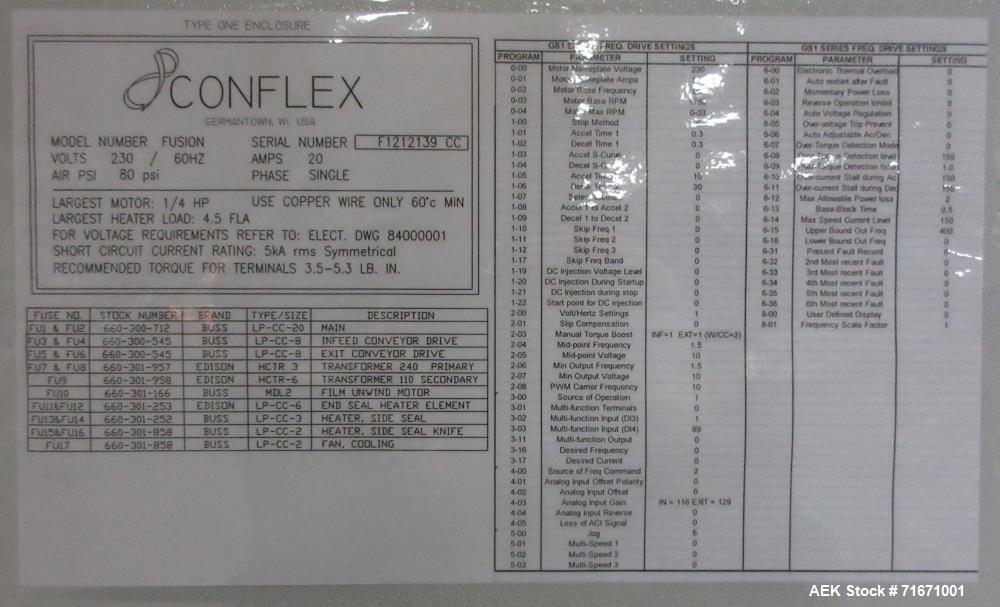 TYPE ONE ENCLOSURE
CONFLEX
GERMANTOWN, WI. USA
MODEL NUMBER FUSION SERIAL NUMBER F1212139 CC
VOLTS 230 / 60HZ AMPS 20
AIR PSI 80 psi PHASE SINGLE
LARGEST MOTOR: 1/4 HP USE COPPER WIRE ONLY 60°c MIN
LARGEST HEATER LOAD: 4.5 FLA
FOR VOLTAGE REQUIREMENTS REFER TO: ELECT. DWG 84000001
SHORT CIRCUIT CURRENT RATING: 5kA rms Symmetrical
RECOMMENDED TORQUE FOR TERMINALS 3.5-5.3 LB. IN.
FUSE NO. STOCK NUMBER BRAND TYPE/SIZE DESCRIPTION
FU1 & FU2 660-300-712 BUSS LP-CC-20 MAIN
FU3 & FU4 660-300-545 BUSS LP-CC-8 INFEED CONVEYOR DRIVE
FU5 & FU6 660-300-545 BUSS LP-CC-8 EXIT CONVEYOR DRIVE
FU7 & FU8 660-301-957 EDISON HCTR 3 TRANSFORMER 240 PRIMARY
FU9 660-301-958 EDISON HCTR-6 TRANSFORMER 110 SECONDARY
FU10 660-301-166 BUSS MDL2 FILM UNWIND MOTOR
FU11&FU12 660-301-253 EDISON LP-CC-6 END SEAL HEATER ELEMENT
FU13&FU14 660-301-252 BUSS LP-CC-3 HEATER, SIDE SEAL
FU15&FU16 660-301-858 BUSS LP-CC-2 HEATER, SIDE SEAL KNIFE
FU17 660-301-858 BUSS LP-CC-2 FAN, COOLING
GS1 SERIES FREQ. DRIVE SETTINGS
PROGRAM PARAMETER SETTING
0-00 Motor Nameplate Voltage 230
0-01 Motor Nameplate Amps
0-02 Motor Base Frequency
0-03 Motor Base RPM
0-04 Motor Max RPM 0-03
1-00 Stop Method
1-01 Accel Time 1 0.3
1-02 Decel Time 1 0.3
1-03 Accel S-Curve
1-04 Decel S-C
1-05 Accel Time 10
1-06 30
1-07
1-08 Accel 1 to Accel 2 0
1-09 Decel 1 to Decel 2 0
1-10 Skip Freq 1 0
1-11 Skip Freq 2 0
1-12 Skip Freq 3 0
1-17 Skip Freq Band 0
1-19 DC Injection Voltage Level 0
1-20 DC Injection During Startup 0
1-21 DC Injection during stop 0
1-22 Start point for DC injection 0
2-00 Volt/Hertz Settings 1
2-01 Slip Compensation 0
2-03 Manual Torque Boost INF=1 EXT=1 (W/CC=2)
2-04 Mid-point Frequency 1.5
2-05 Mid-point Voltage 10
2-06 Min Output Frequency 1.5
2-07 Min Output Voltage 10
2-08 PWM Carrier Frequency 10
3-00 Source of Operation 1
3-01 Multi-function Terminals 0
3-02 Multi-function Input (DI3) 1
3-03 Multi-function Input (DI4) 99
3-11 Multi-function Output 0
3-16 Desired Frequency 0
3-17 Desired Current 0
4-00 Source of Freq Command 2
4-01 Analog Input Offset Polarity 0
4-02 Analog Input Offset 0
4-03 Analog Input Gain IN = 116 EXIT = 129
4-04 Analog Input Reverse 0
4-05 Loss of ACI Signal 0
5-00 Jog 6
5-01 Multi-Speed 1 0
5-02 Multi-Speed 2 0
5-03 Multi-Speed 3 0
GS1 SERIES FREQ. DRIVE SETTINGS
PROGRAM PARAMETER SETTING
6-00 Electronic Thermal Overload 0
6-01 Auto restart after Fault 0
6-02 Momentary Power Loss 0
6-03 Reverse Operation Inhibit 0
6-04 Auto Voltage Regulation 0
6-05 Over-voltage Trip Prevent 0
6-06 Auto Adjustable Ac/Dec 0
6-07 Over-Torque Detection Mode 0
6-08 Detection level 150
6-09 1.0
6-10 Over-current Stall during Ac 150
6-11 Over-current Stall during Dec 150
6-12 Max Allowable Power loss 2
6-13 Base-Block Time 0.5
6-14 Max Speed Current Level 150
6-15 Upper Bound Out Freq 400
6-16 Lower Bound Out Freq 0
6-31 Present Fault Record
6-32 2nd Most recent Fault 0
6-33 3rd Most recent Fault 0
6-34 4th Most recent Fault 0
6-35 5th Most recent Fault 0
6-36 6th Most recent Fault 0
8-00 User Defined Display 0
8-01 Frequency Scale Factor 1
AEK Stock # 71671001